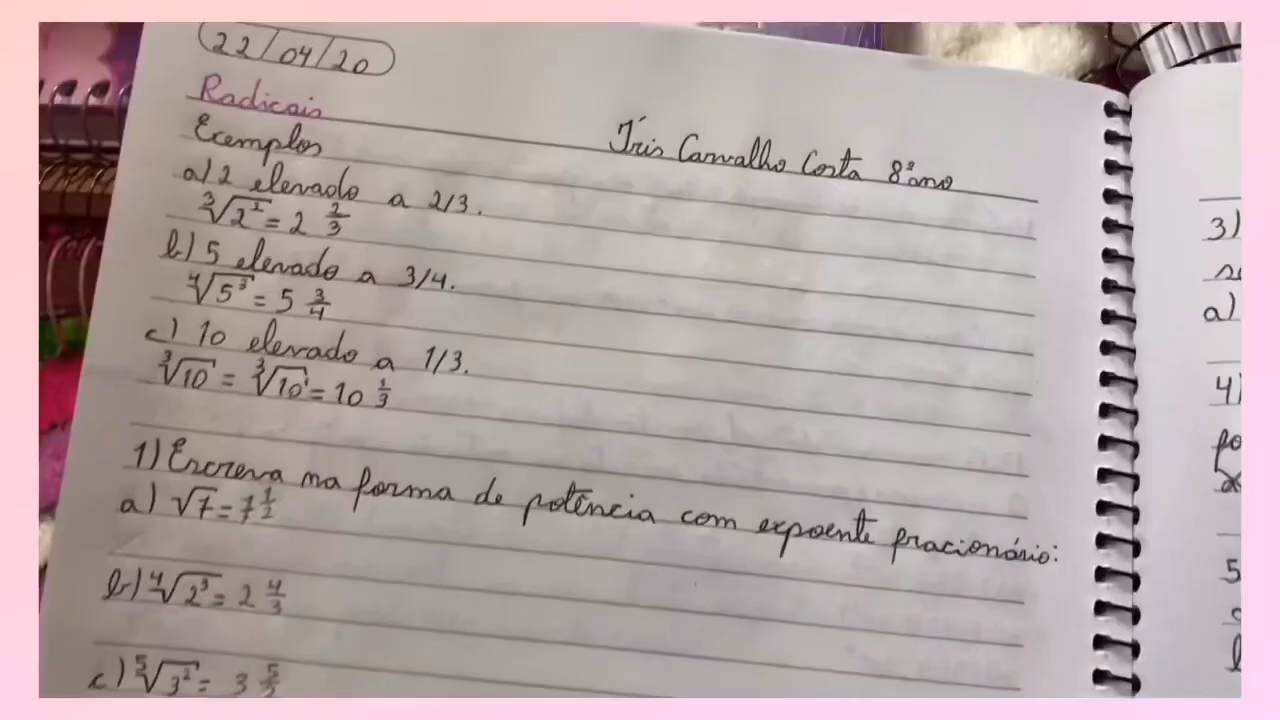 22/04/20
Radicais
Íris Carvalho Costa 8º ano
Exemplos
a) 2 elevado a 2/3.
∛2² = 2 2/3
b) 5 elevado a 3/4.
∜5³ = 5 3/4
c) 10 elevado a 1/3.
∛10 = ∛10¹ = 10 1/3
1) Escreva na forma de potência com expoente fracionário:
a) √7 = 7 1/2
b) ∜2³ = 2 4/3
c) ⁵√3² = 3 5/2
3)
a)
4)
5